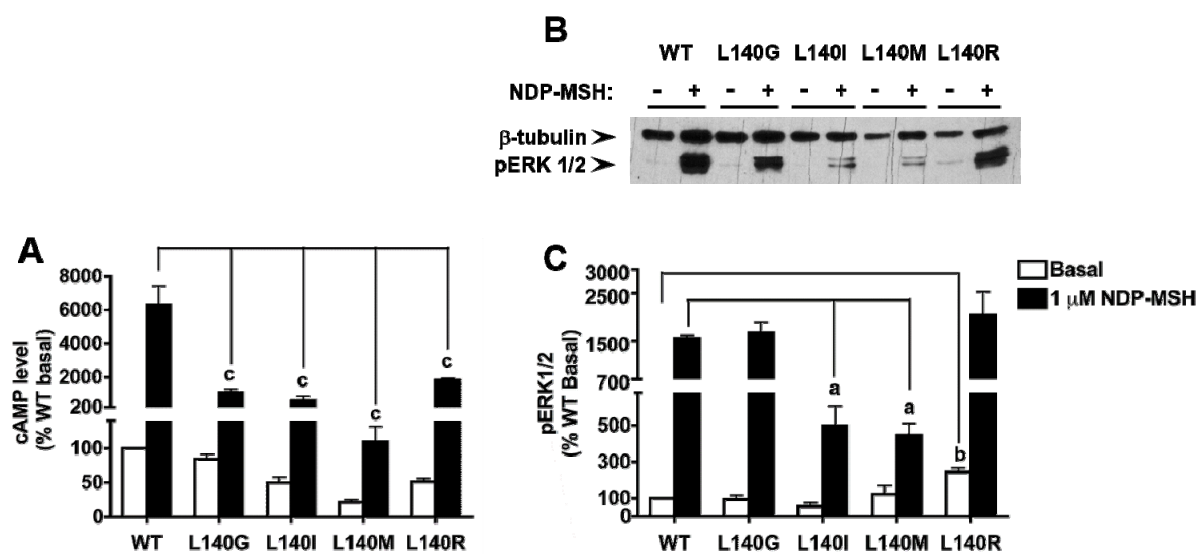 B
WT L140G L140I L140M L140R
NDP-MSH: - + - + - + - + - +
β-tubulin
pERK 1/2
A
cAMP level
(% WT basal)
8000
6000
4000
2000
200
100
50
0
c c c c
WT L140G L140I L140M L140R
C
pERK1/2
(% WT Basal)
3000
2500
1500
700
500
300
100
0
a a b
WT L140G L140I L140M L140R
Basal
1 μM NDP-MSH